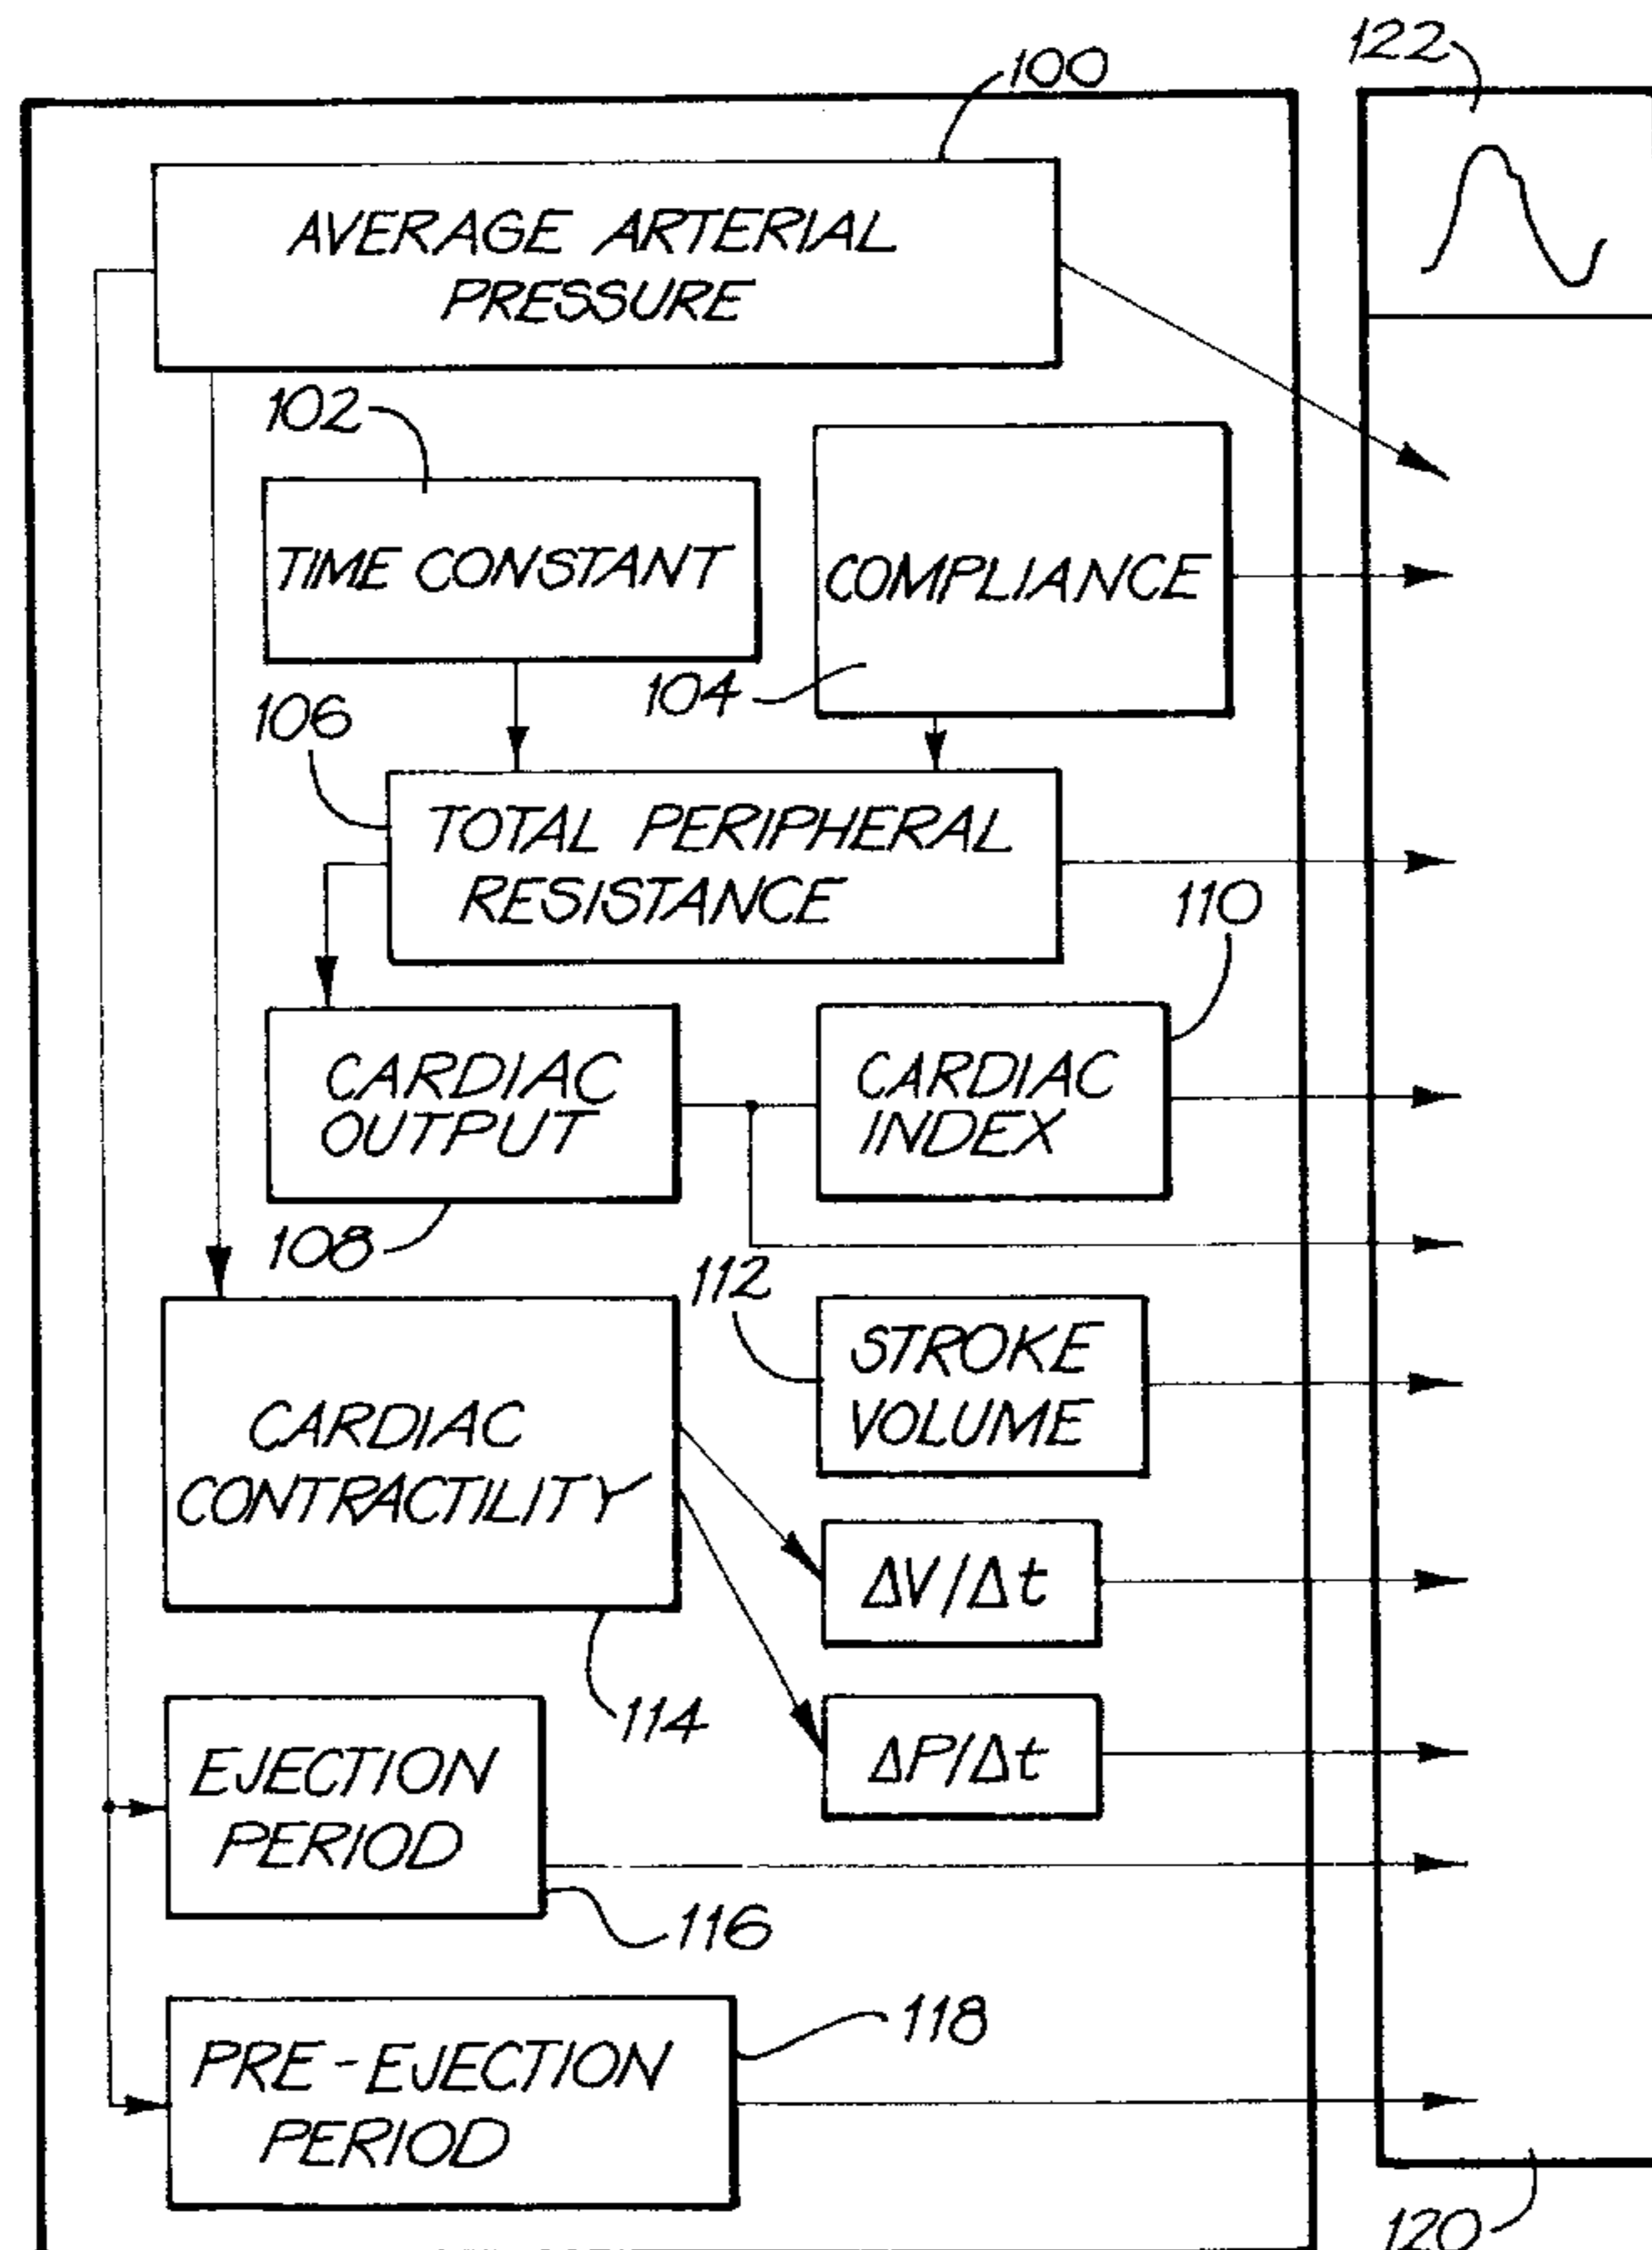 122
100
AVERAGE ARTERIAL
PRESSURE
102
TIME CONSTANT
COMPLIANCE
104
106
TOTAL PERIPHERAL
RESISTANCE
110
CARDIAC
OUTPUT
CARDIAC
INDEX
108
112
STROKE
VOLUME
CARDIAC
CONTRACTILITY
ΔV/Δt
114
ΔP/Δt
EJECTION
PERIOD
116
118
PRE-EJECTION
PERIOD
120